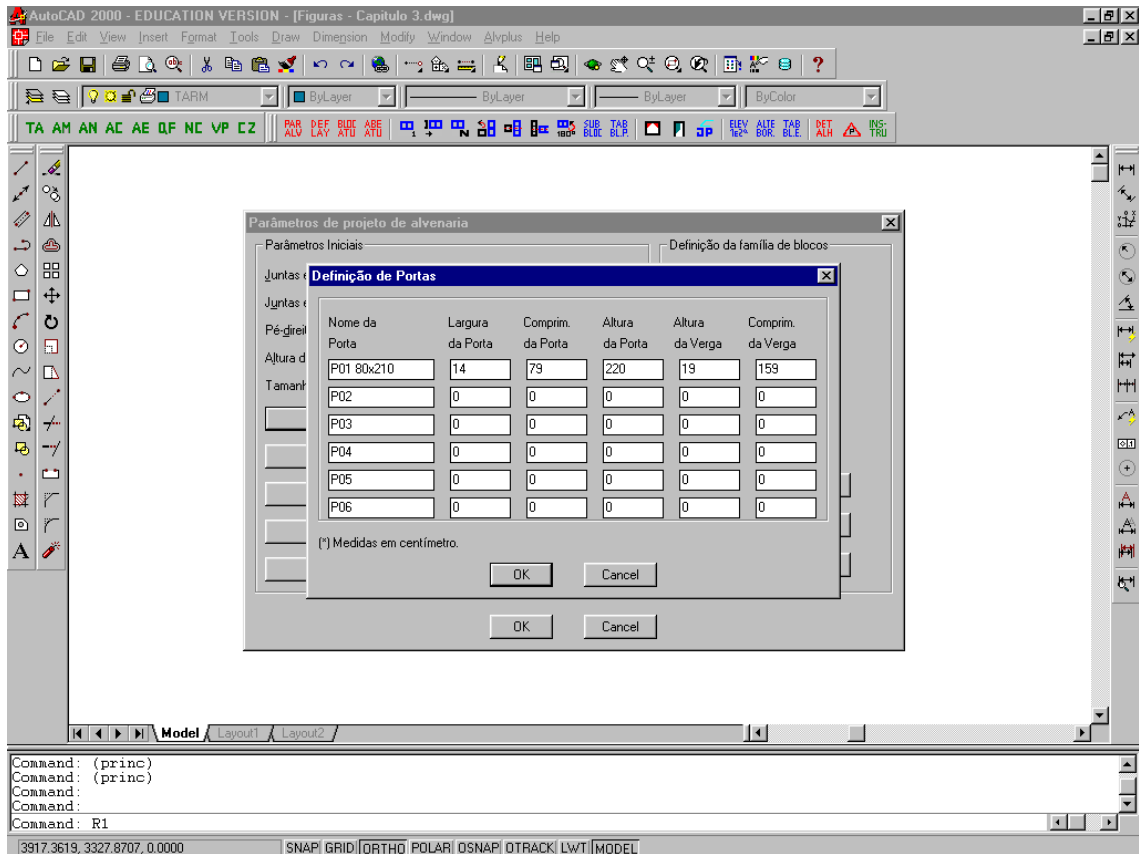 AutoCAD 2000 - EDUCATION VERSION - [Figuras - Capitulo 3.dwg]
File Edit View Insert Format Tools Draw Dimension Modify Window Alvplus Help
TARM ByLayer ByLayer ByLayer ByColor
TA AM AN AC AE QF NC VP CZ PAR ALV DEF LAY BLOC ATU ABE ATU 1 N 180° SUB BLOC TAB BL.P. JP ELEV 1e2ª ALTE BOR. TAB BL.E. DET ALH P INS- TRU
Parâmetros de projeto de alvenaria
Parâmetros Iniciais Definição da família de blocos
Juntas e
Juntas e
Pé-direit
Altura d
Tamanh
Definição de Portas
Nome da Porta Largura da Porta Comprim. da Porta Altura da Porta Altura da Verga Comprim. da Verga
P01 80x210 14 79 220 19 159
P02 0 0 0 0 0
P03 0 0 0 0 0
P04 0 0 0 0 0
P05 0 0 0 0 0
P06 0 0 0 0 0
(*) Medidas em centímetro.
OK Cancel
OK Cancel
A
Model Layout1 Layout2
Command: (princ)
Command: (princ)
Command:
Command:
Command: R1
3917.3619, 3327.8707, 0.0000 SNAP GRID ORTHO POLAR OSNAP OTRACK LWT MODEL